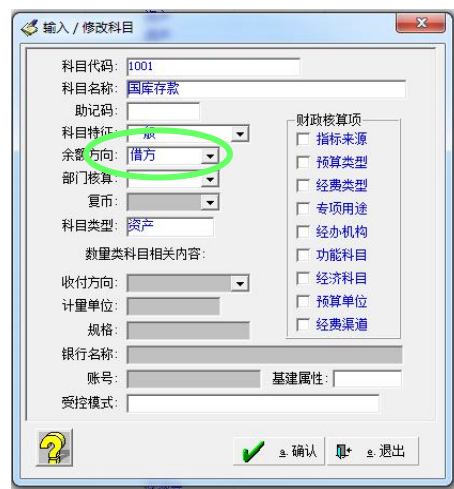 输入 / 修改科目
科目代码: 1001
科目名称: 国库存款
助记码:
科目特征: 一般
余额方向: 借方
部门核算:
复币:
科目类型: 资产
数量类科目相关内容:
收付方向:
计量单位:
规格:
银行名称:
账号:
基建属性:
受控模式:
财政核算项
指标来源
预算类型
经费类型
专项用途
经办机构
功能科目
经济科目
预算单位
经费渠道
a.确认
e.退出